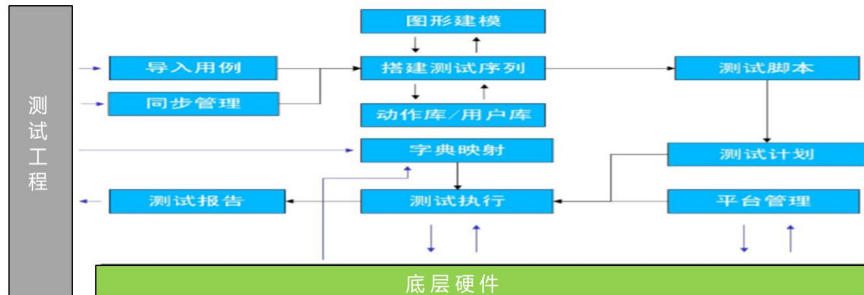 图形建模
导入用例
搭建测试序列
测试脚本
同步管理
动作库/用户库
测试工程
字典映射
测试计划
测试报告
测试执行
平台管理
底层硬件